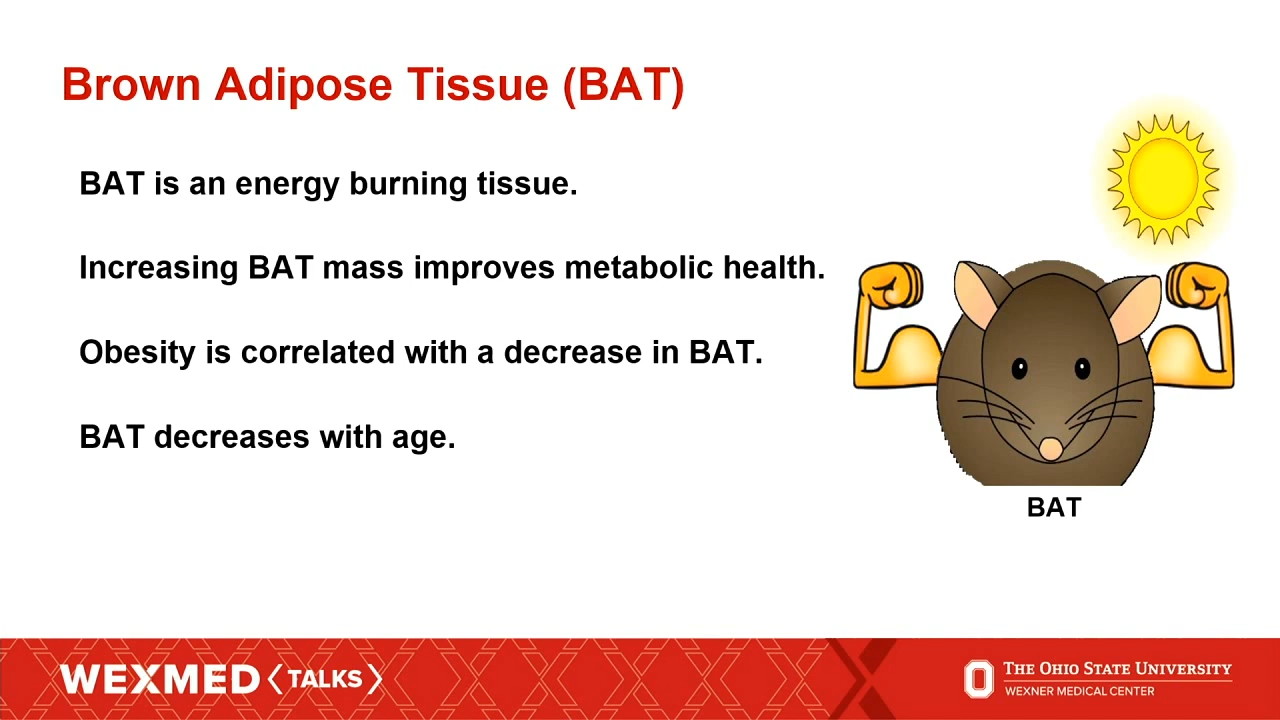 Brown Adipose Tissue (BAT)
BAT is an energy burning tissue.
Increasing BAT mass improves metabolic health.
Obesity is correlated with a decrease in BAT.
BAT decreases with age.
BAT
WEXMED TALKS
THE OHIO STATE UNIVERSITY
WEXNER MEDICAL CENTER